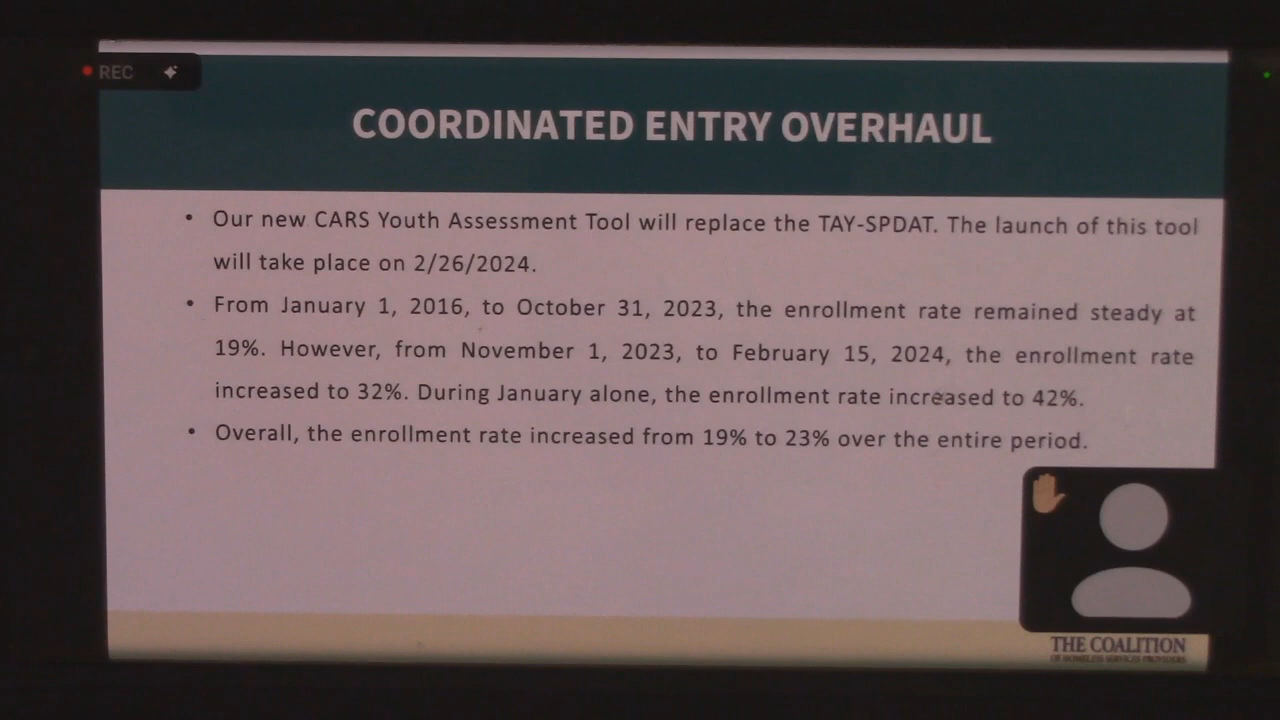 REC
COORDINATED ENTRY OVERHAUL
• Our new CARS Youth Assessment Tool will replace the TAY-SPDAT. The launch of this tool
will take place on 2/26/2024.
• From January 1, 2016, to October 31, 2023, the enrollment rate remained steady at
19%. However, from November 1, 2023, to February 15, 2024, the enrollment rate
increased to 32%. During January alone, the enrollment rate increased to 42%.
• Overall, the enrollment rate increased from 19% to 23% over the entire period.
THE COALITION
OF HOMELESS SERVICES PROVIDERS